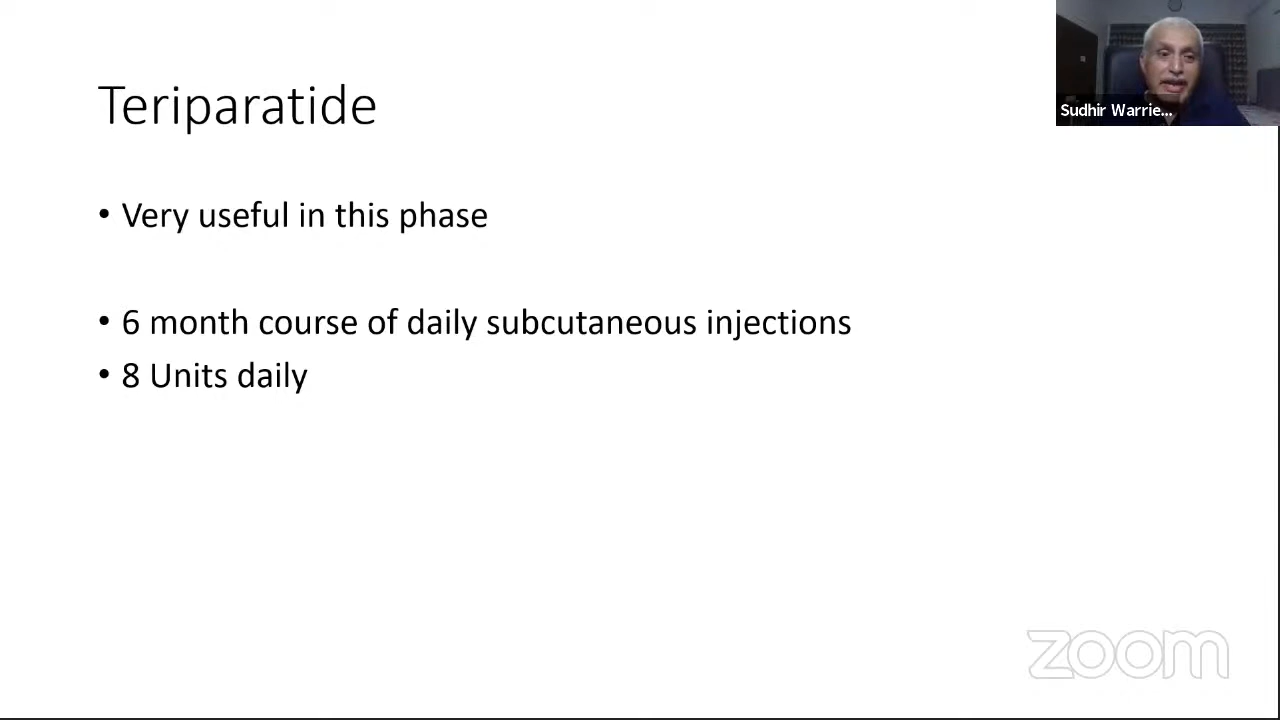 Teriparatide
Sudhir Warrie...
• Very useful in this phase
• 6 month course of daily subcutaneous injections
• 8 Units daily
zoom